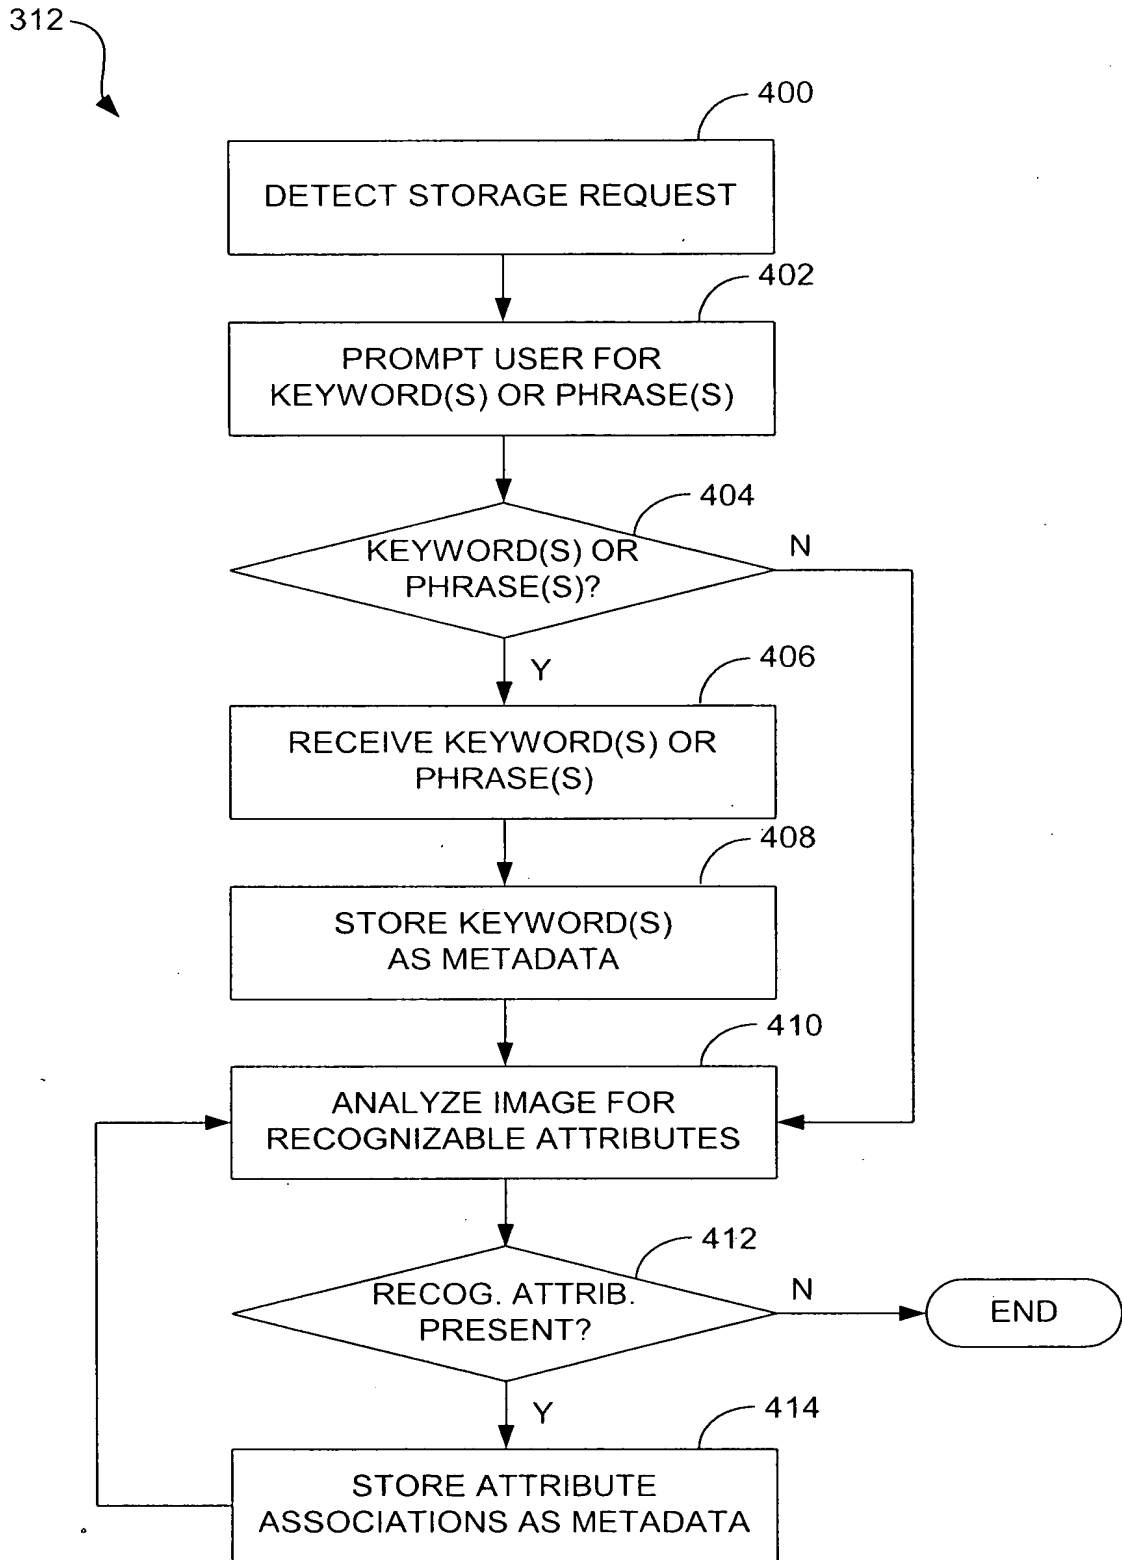 312
400
DETECT STORAGE REQUEST
402
PROMPT USER FOR
KEYWORD(S) OR PHRASE(S)
404
KEYWORD(S) OR
PHRASE(S)?
N
Y
406
RECEIVE KEYWORD(S) OR
PHRASE(S)
408
STORE KEYWORD(S)
AS METADATA
410
ANALYZE IMAGE FOR
RECOGNIZABLE ATTRIBUTES
412
RECOG. ATTRIB.
PRESENT?
N
END
Y
414
STORE ATTRIBUTE
ASSOCIATIONS AS METADATA